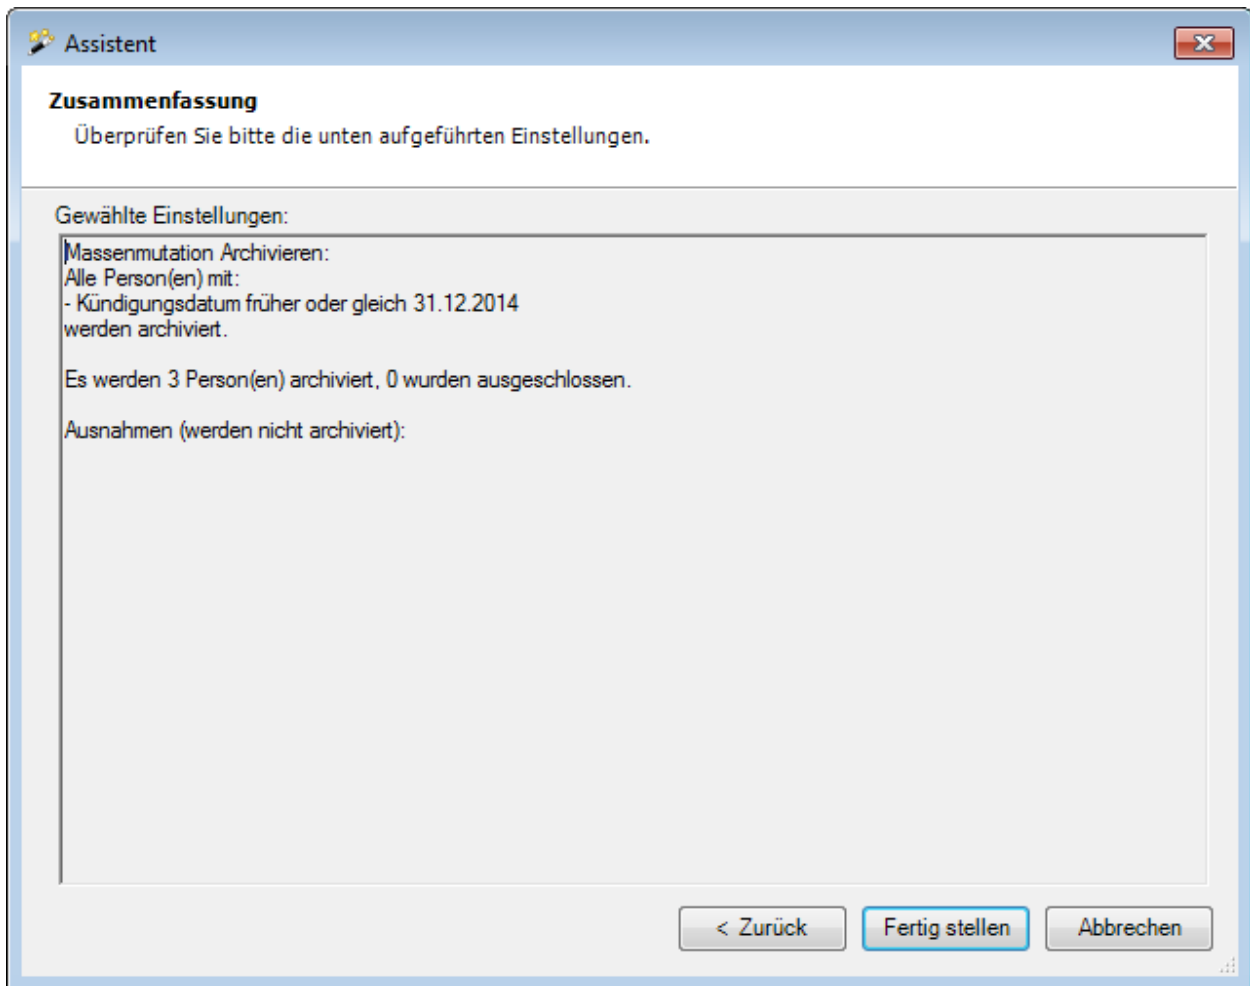 Assistent
Zusammenfassung
Überprüfen Sie bitte die unten aufgeführten Einstellungen.
Gewählte Einstellungen:
Massenmutation Archivieren:
Alle Person(en) mit:
- Kündigungsdatum früher oder gleich 31.12.2014
werden archiviert.
Es werden 3 Person(en) archiviert, 0 wurden ausgeschlossen.
Ausnahmen (werden nicht archiviert):
< Zurück
Fertig stellen
Abbrechen